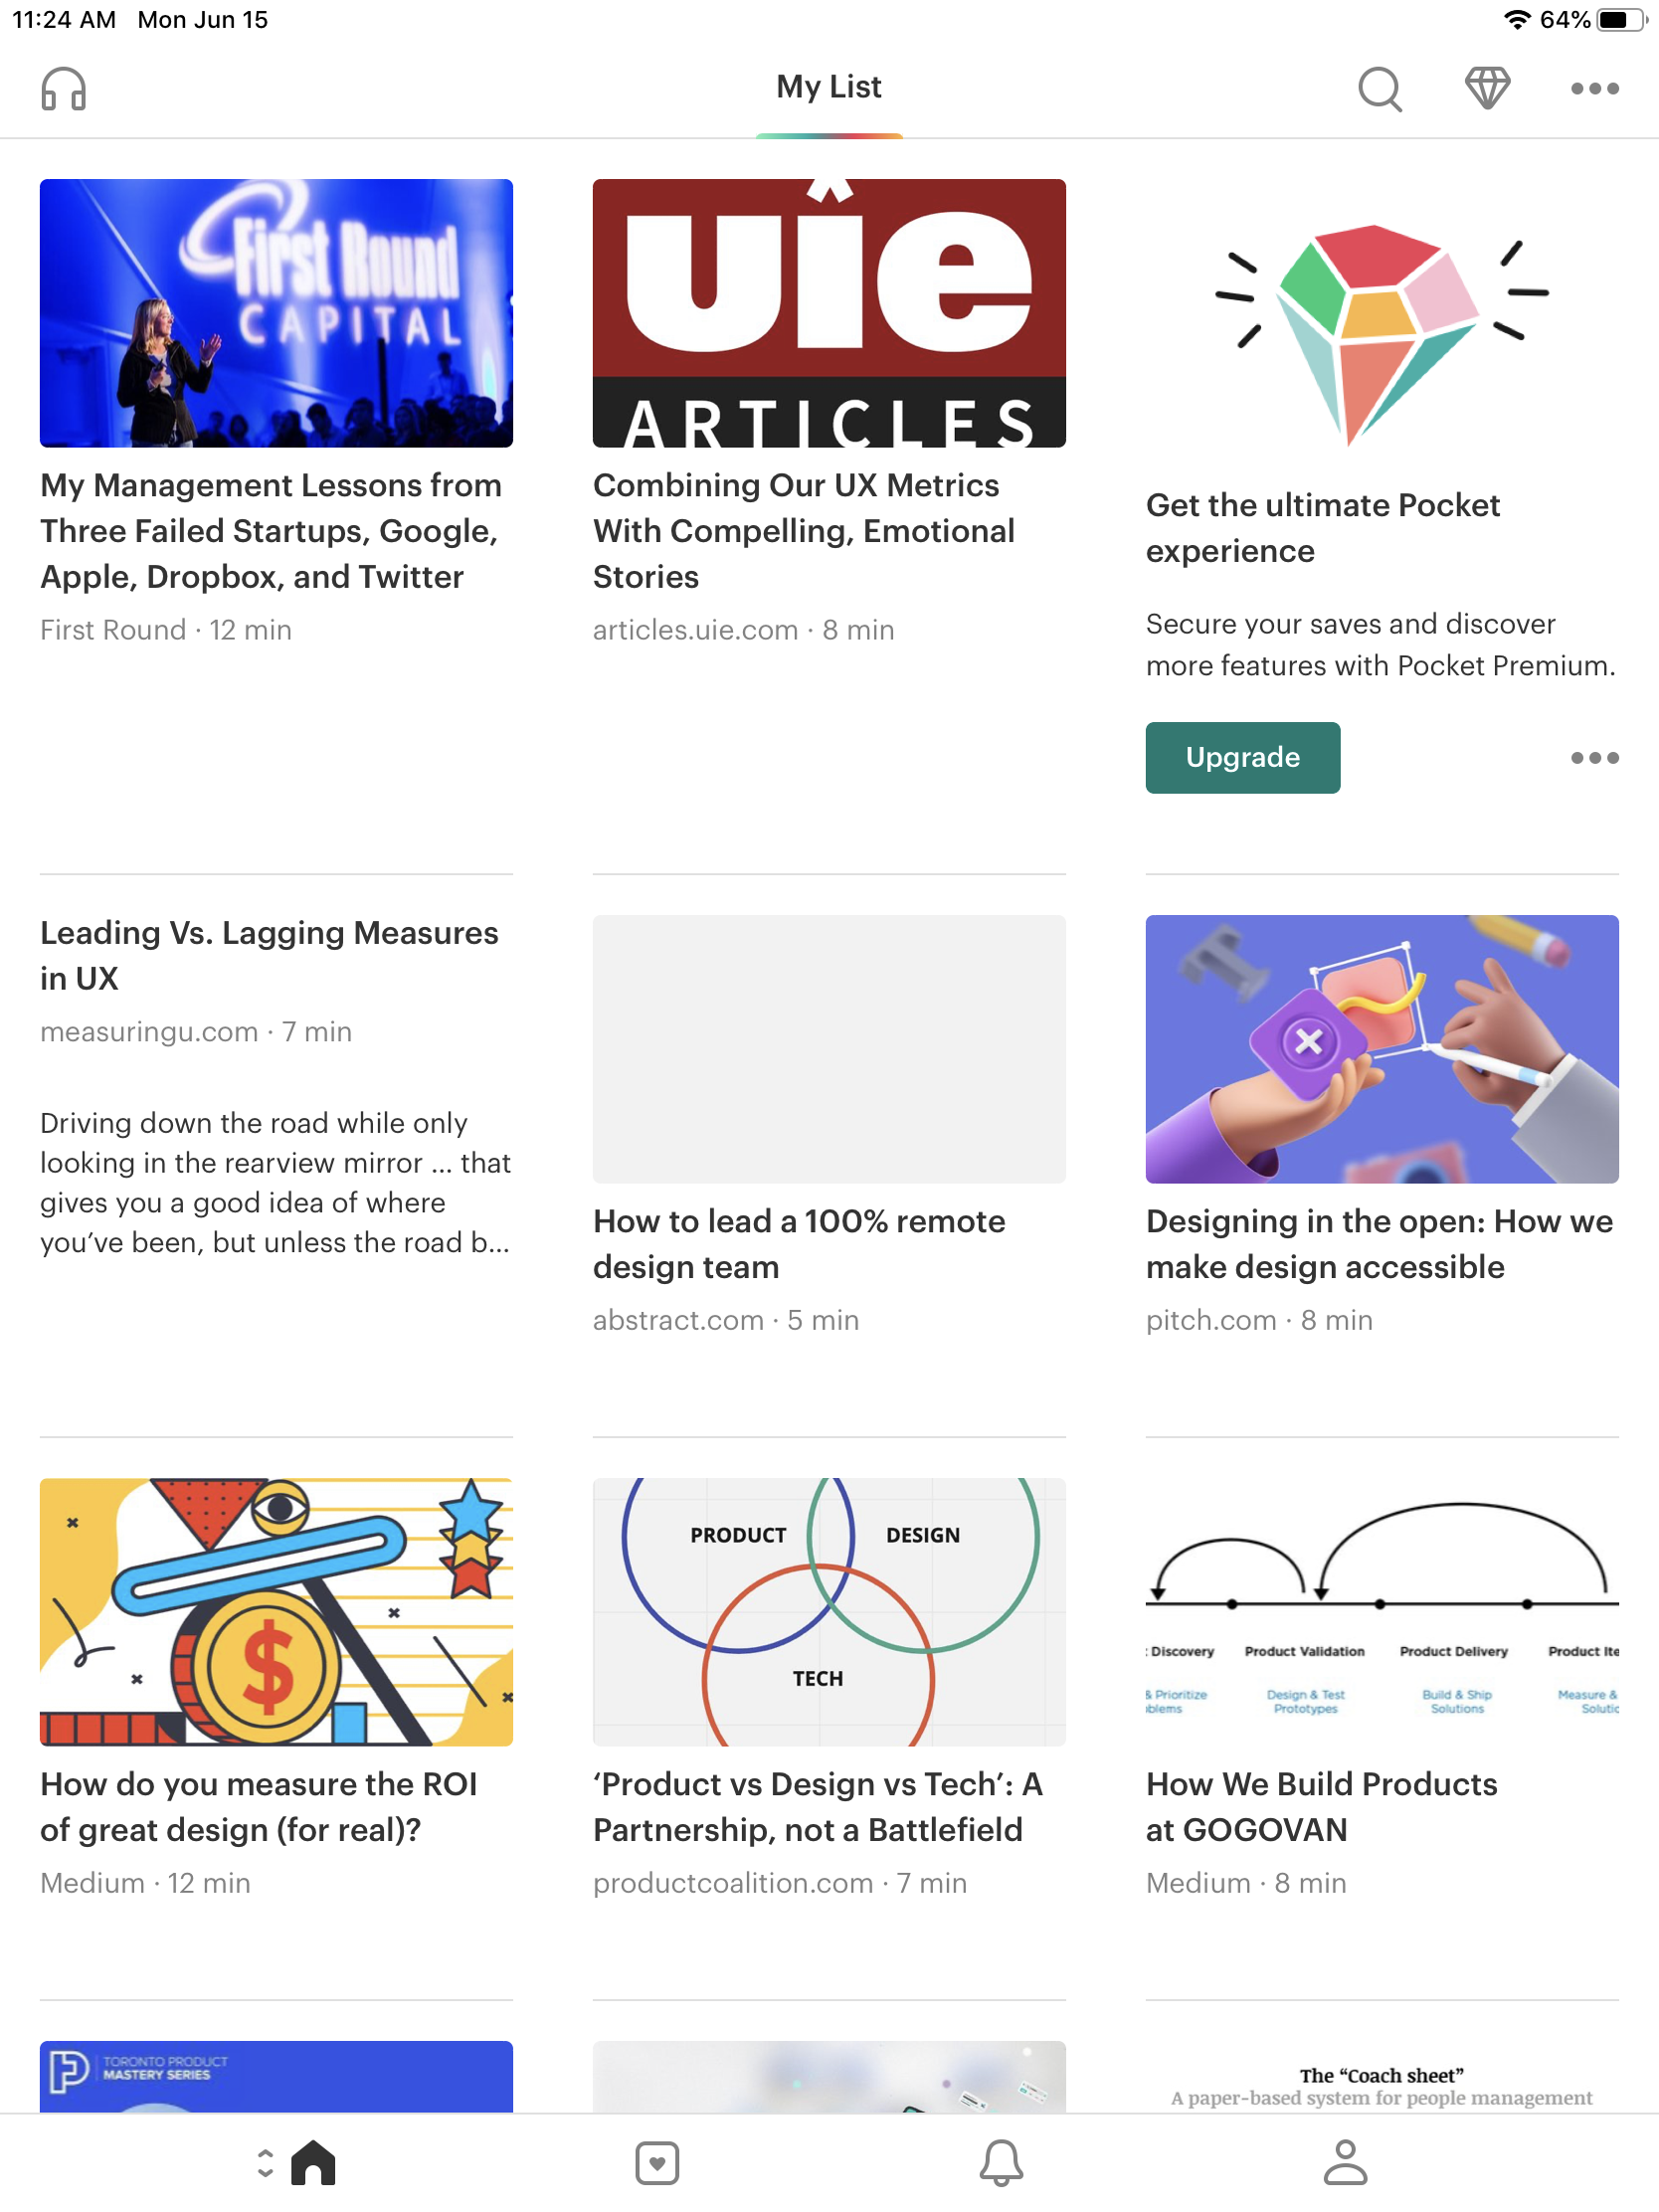 11:24 AM Mon Jun 15
64%
My List
First Round
CAPITAL
My Management Lessons from
Three Failed Startups, Google,
Apple, Dropbox, and Twitter
First Round · 12 min
uie
ARTICLES
Combining Our UX Metrics
With Compelling, Emotional
Stories
articles.uie.com · 8 min
Get the ultimate Pocket
experience
Secure your saves and discover
more features with Pocket Premium.
Upgrade
Leading Vs. Lagging Measures
in UX
measuringu.com · 7 min
Driving down the road while only
looking in the rearview mirror ... that
gives you a good idea of where
you’ve been, but unless the road b...
How to lead a 100% remote
design team
abstract.com · 5 min
Designing in the open: How we
make design accessible
pitch.com · 8 min
$
How do you measure the ROI
of great design (for real)?
Medium · 12 min
PRODUCT DESIGN
TECH
‘Product vs Design vs Tech’: A
Partnership, not a Battlefield
productcoalition.com · 7 min
: Discovery Product Validation Product Delivery Product Ite
& Prioritize Design & Test Build & Ship Measure &
blems Prototypes Solutions Solutic
How We Build Products
at GOGOVAN
Medium · 8 min
TORONTO PRODUCT
MASTERY SERIES
The “Coach sheet”
A paper-based system for people management